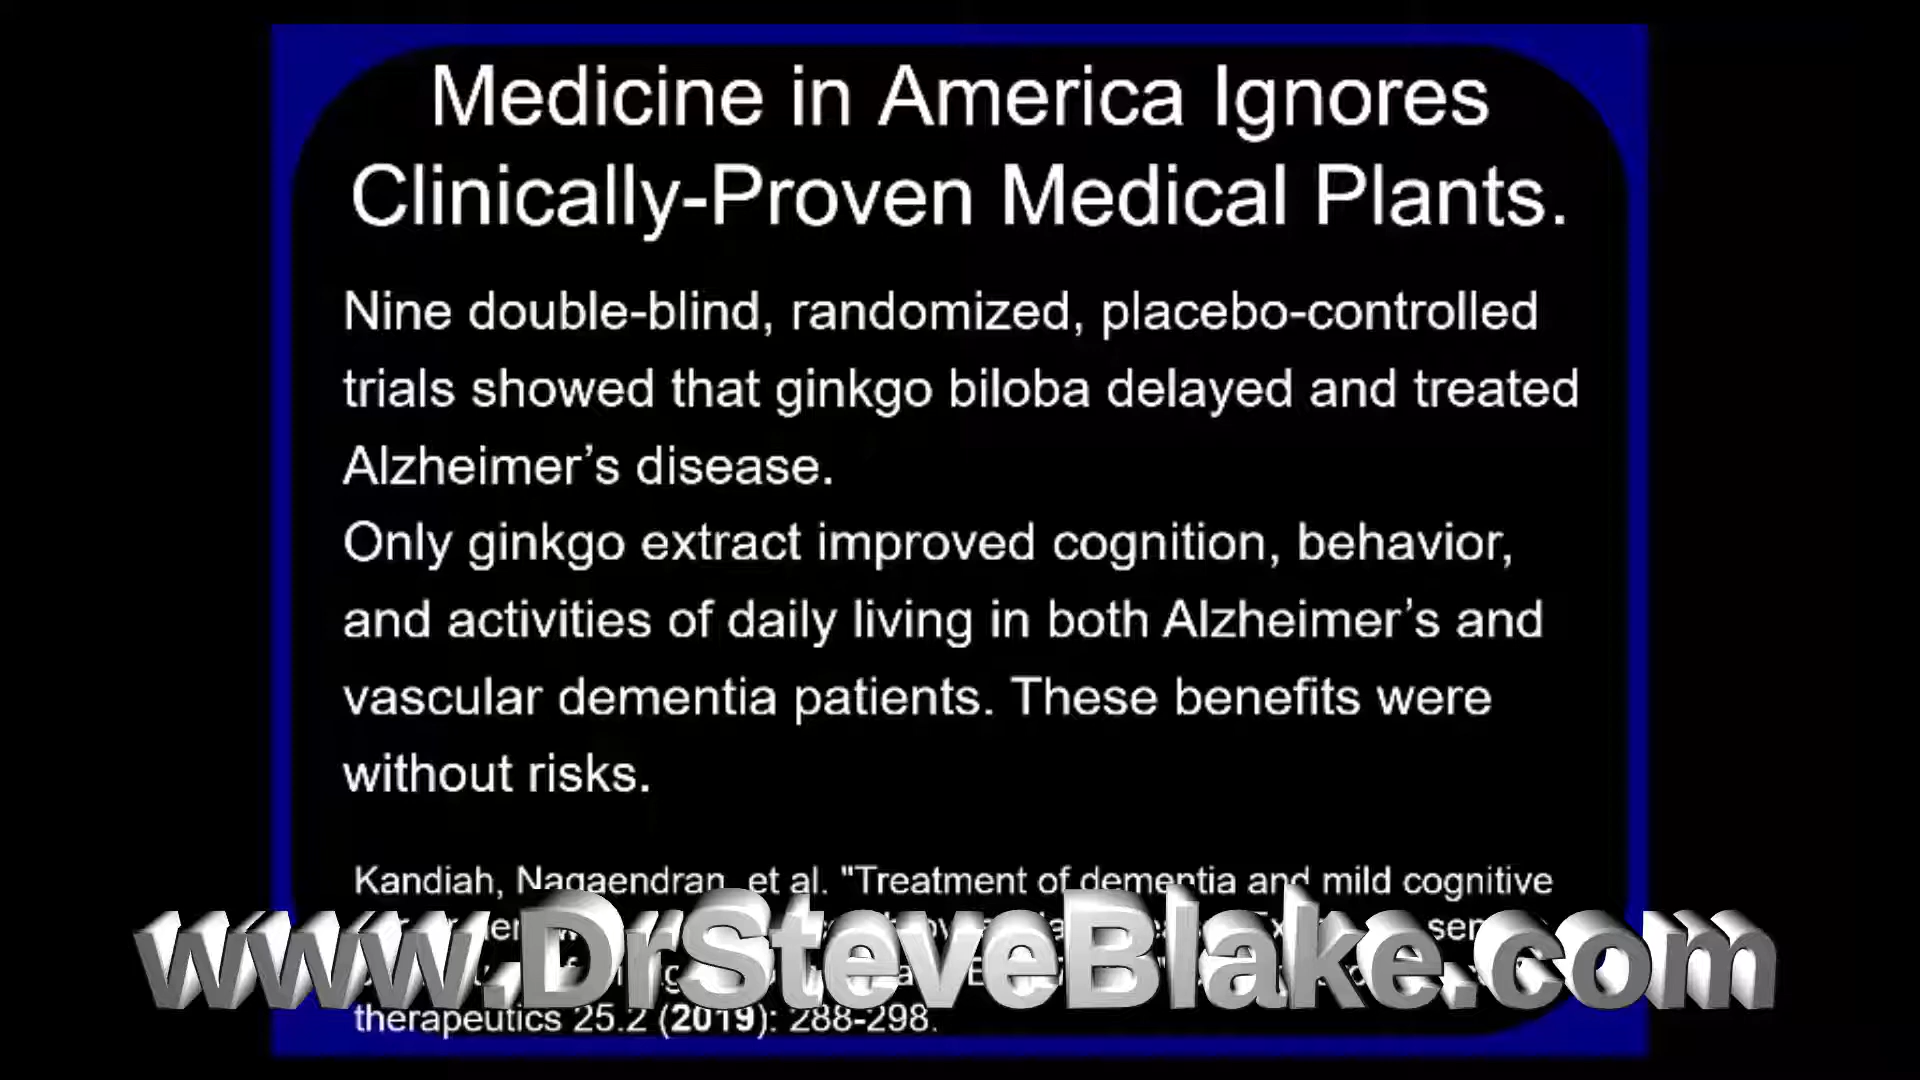 Medicine in America Ignores
Clinically-Proven Medical Plants.
Nine double-blind, randomized, placebo-controlled
trials showed that ginkgo biloba delayed and treated
Alzheimer’s disease.
Only ginkgo extract improved cognition, behavior,
and activities of daily living in both Alzheimer’s and
vascular dementia patients. These benefits were
without risks.
Kandiah, Nagaendran, et al. "Treatment of dementia and mild cognitive
www.DrSteveBlake.com
therapeutics 25.2 (2019): 288-298.